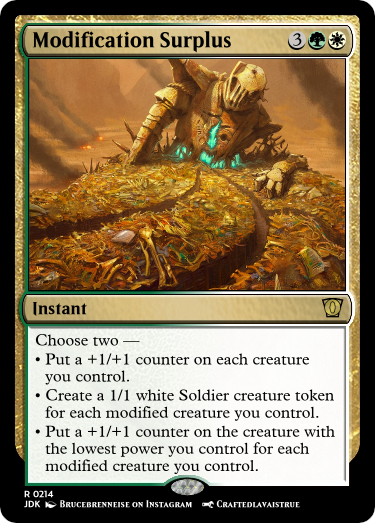 Modification Surplus 3
Instant
Choose two —
• Put a +1/+1 counter on each creature
you control.
• Create a 1/1 white Soldier creature token
for each modified creature you control.
• Put a +1/+1 counter on the creature with
the lowest power you control for each
modified creature you control.
R 0214
JDK Brucebrenneise on Instagram Craftedlavaistrue